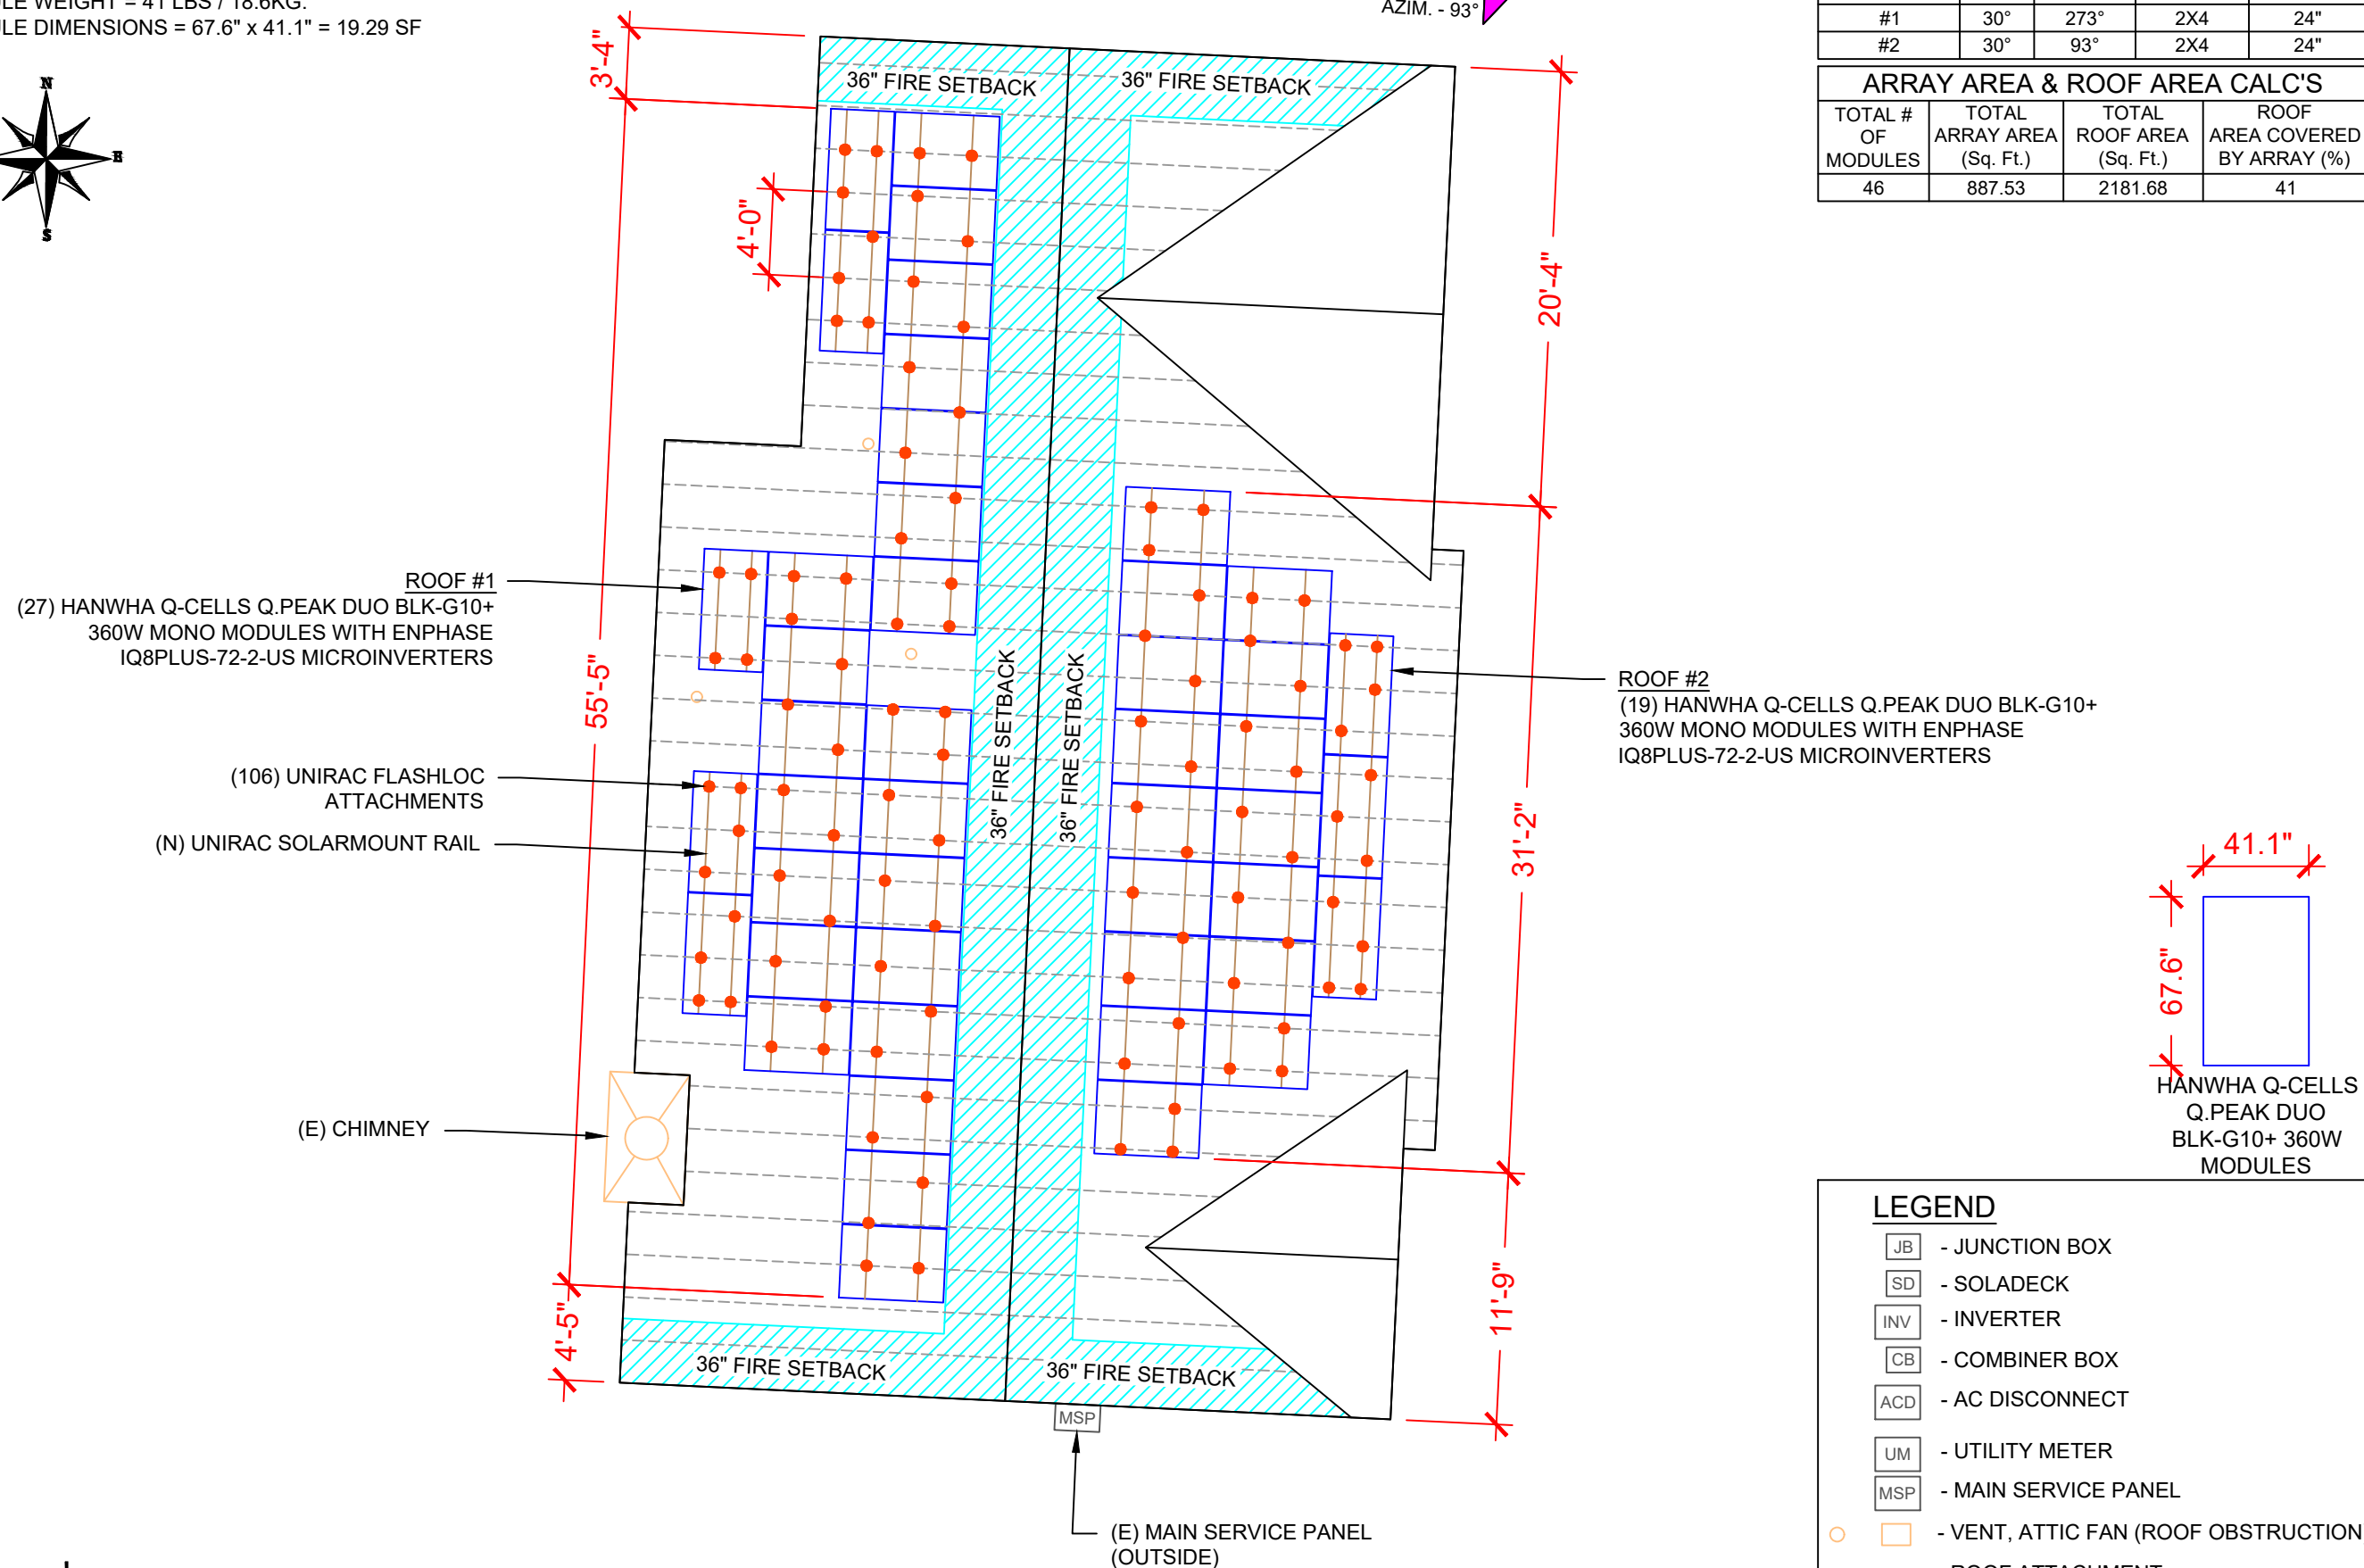 ULE WEIGHT = 41 LBS / 18.6KG.
ULE DIMENSIONS = 67.6" x 41.1" = 19.29 SF
N
E
S
AZIM. - 93°
#1 30° 273° 2X4 24"
#2 30° 93° 2X4 24"
ARRAY AREA & ROOF AREA CALC'S
TOTAL # OF MODULES
TOTAL ARRAY AREA (Sq. Ft.)
TOTAL ROOF AREA (Sq. Ft.)
ROOF AREA COVERED BY ARRAY (%)
46 887.53 2181.68 41
3'-4"
36" FIRE SETBACK
36" FIRE SETBACK
4'-0"
20'-4"
ROOF #1
(27) HANWHA Q-CELLS Q.PEAK DUO BLK-G10+
360W MONO MODULES WITH ENPHASE
IQ8PLUS-72-2-US MICROINVERTERS
55'-5"
36" FIRE SETBACK
36" FIRE SETBACK
ROOF #2
(19) HANWHA Q-CELLS Q.PEAK DUO BLK-G10+
360W MONO MODULES WITH ENPHASE
IQ8PLUS-72-2-US MICROINVERTERS
(106) UNIRAC FLASHLOC
ATTACHMENTS
(N) UNIRAC SOLARMOUNT RAIL
31'-2"
41.1"
67.6"
HANWHA Q-CELLS
Q.PEAK DUO
BLK-G10+ 360W
MODULES
(E) CHIMNEY
4'-5"
11'-9"
36" FIRE SETBACK
36" FIRE SETBACK
MSP
(E) MAIN SERVICE PANEL
(OUTSIDE)
LEGEND
JB - JUNCTION BOX
SD - SOLADECK
INV - INVERTER
CB - COMBINER BOX
ACD - AC DISCONNECT
UM - UTILITY METER
MSP - MAIN SERVICE PANEL
- VENT, ATTIC FAN (ROOF OBSTRUCTION
ROOF ATTACHMENT